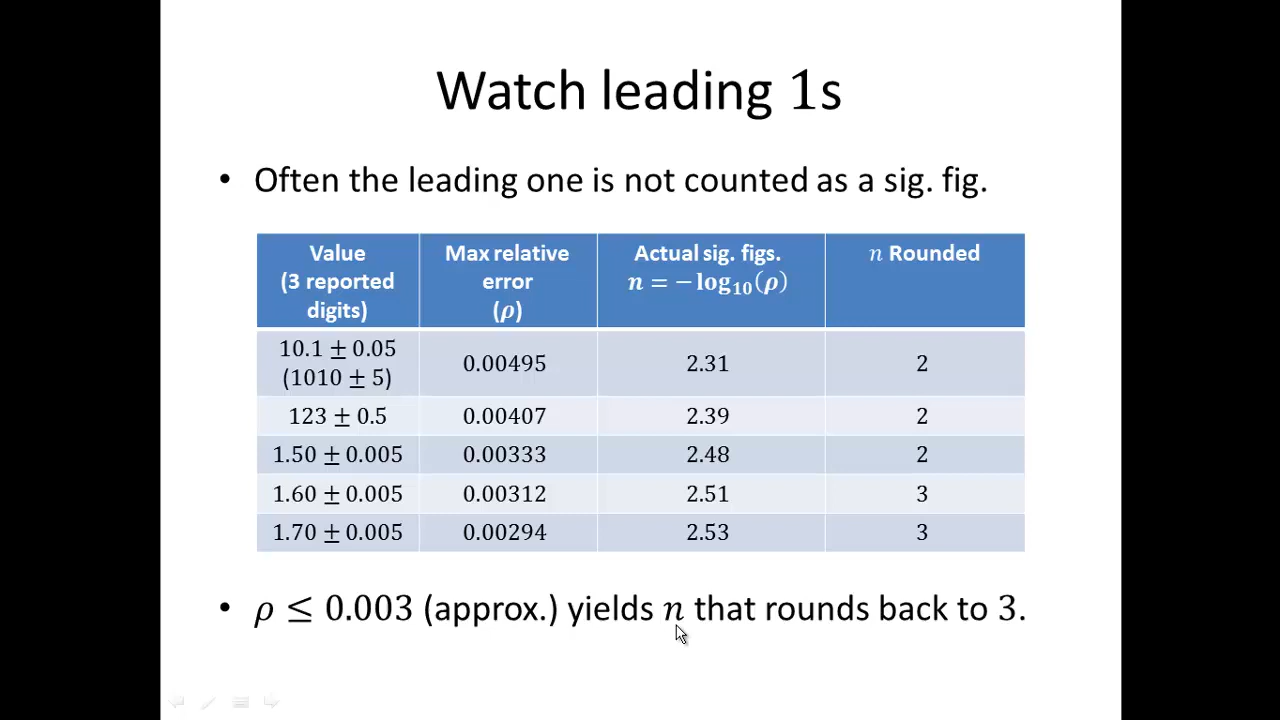 Watch leading 1s
• Often the leading one is not counted as a sig. fig.
Value
(3 reported
digits)
Max relative
error
(ρ)
Actual sig. figs.
n = −log₁₀(ρ)
n Rounded
10.1 ± 0.05
(1010 ± 5)
0.00495
2.31
2
123 ± 0.5
0.00407
2.39
2
1.50 ± 0.005
0.00333
2.48
2
1.60 ± 0.005
0.00312
2.51
3
1.70 ± 0.005
0.00294
2.53
3
• ρ ≤ 0.003 (approx.) yields n that rounds back to 3.